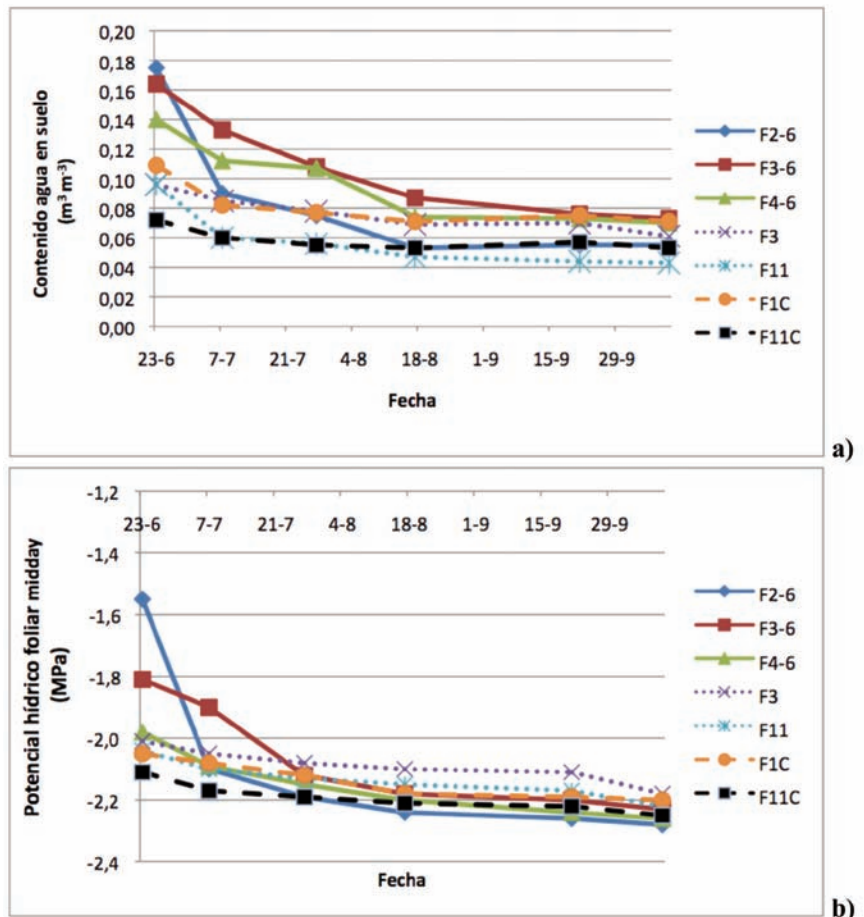 0,20
0,18
0,16
0,14
0,12
0,10
0,08
0,06
0,04
0,02
0,00
Contenido agua en suelo
(m³ m⁻³)
23-6 7-7 21-7 4-8 18-8 1-9 15-9 29-9
Fecha
F2-6
F3-6
F4-6
F3
F11
F1C
F11C
a)
-1,2
-1,4
-1,6
-1,8
-2,0
-2,2
-2,4
Potencial hídrico foliar midday
(MPa)
23-6 7-7 21-7 4-8 18-8 1-9 15-9 29-9
Fecha
F2-6
F3-6
F4-6
F3
F11
F1C
F11C
b)